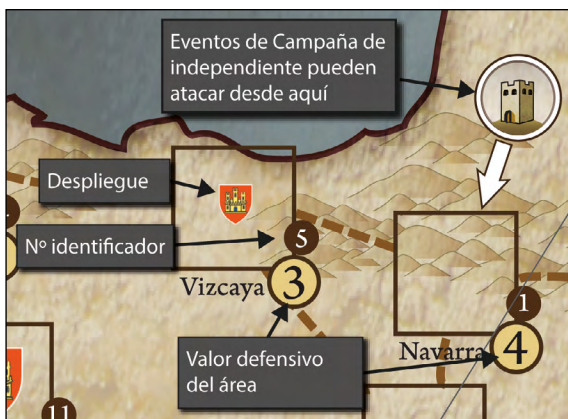 Eventos de Campaña de
independiente pueden
atacar desde aquí
Despliegue
Nº identificador
5
Vizcaya
3
1
Navarra
4
Valor defensivo
del área
11